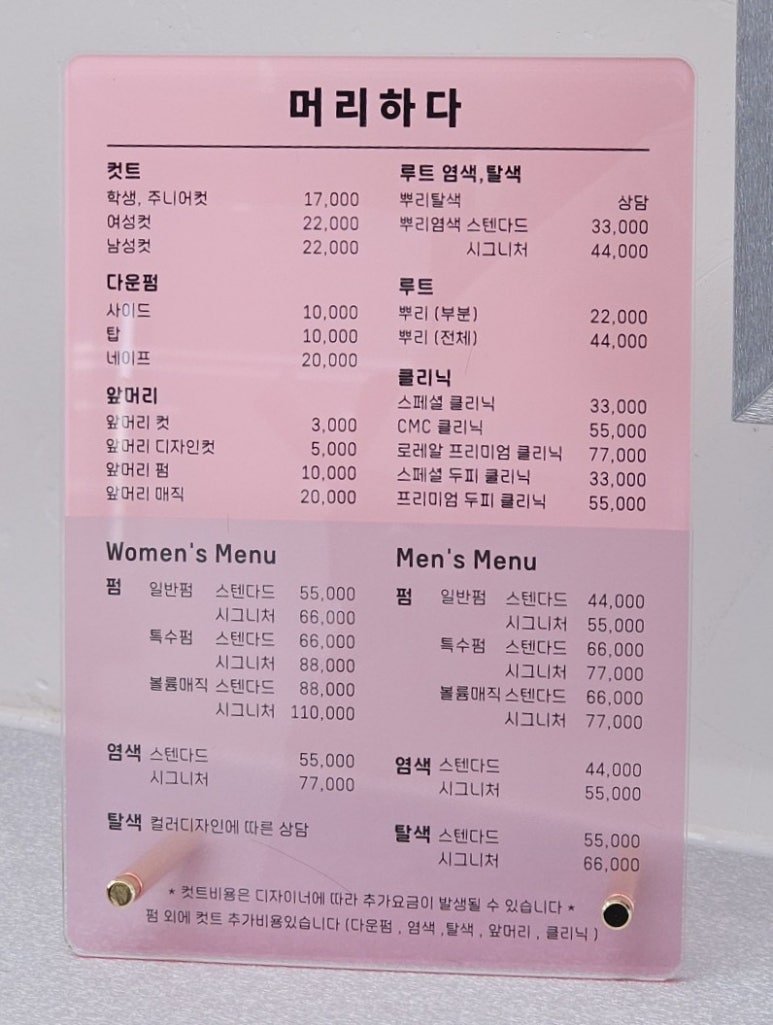 머리하다
컷트
학생, 주니어컷 17,000
여성컷 22,000
남성컷 22,000
다운펌
사이드 10,000
탑 10,000
네이프 20,000
앞머리
앞머리 컷 3,000
앞머리 디자인컷 5,000
앞머리 펌 10,000
앞머리 매직 20,000
루트 염색,탈색
뿌리탈색 상담
뿌리염색 스텐다드 33,000
시그니처 44,000
루트
뿌리 (부분) 22,000
뿌리 (전체) 44,000
클리닉
스페셜 클리닉 33,000
CMC 클리닉 55,000
로레알 프리미엄 클리닉 77,000
스페셜 두피 클리닉 33,000
프리미엄 두피 클리닉 55,000
Women's Menu
펌 일반펌 스텐다드 55,000
시그니처 66,000
특수펌 스텐다드 66,000
시그니처 88,000
볼륨매직 스텐다드 88,000
시그니처 110,000
염색 스텐다드 55,000
시그니처 77,000
탈색 컬러디자인에 따른 상담
Men's Menu
펌 일반펌 스텐다드 44,000
시그니처 55,000
특수펌 스텐다드 66,000
시그니처 77,000
볼륨매직 스텐다드 66,000
시그니처 77,000
염색 스텐다드 44,000
시그니처 55,000
탈색 스텐다드 55,000
시그니처 66,000
* 컷트비용은 디자이너에 따라 추가요금이 발생될 수 있습니다 *
펌 외에 컷트 추가비용있습니다 (다운펌 , 염색 ,탈색 , 앞머리 , 클리닉 )